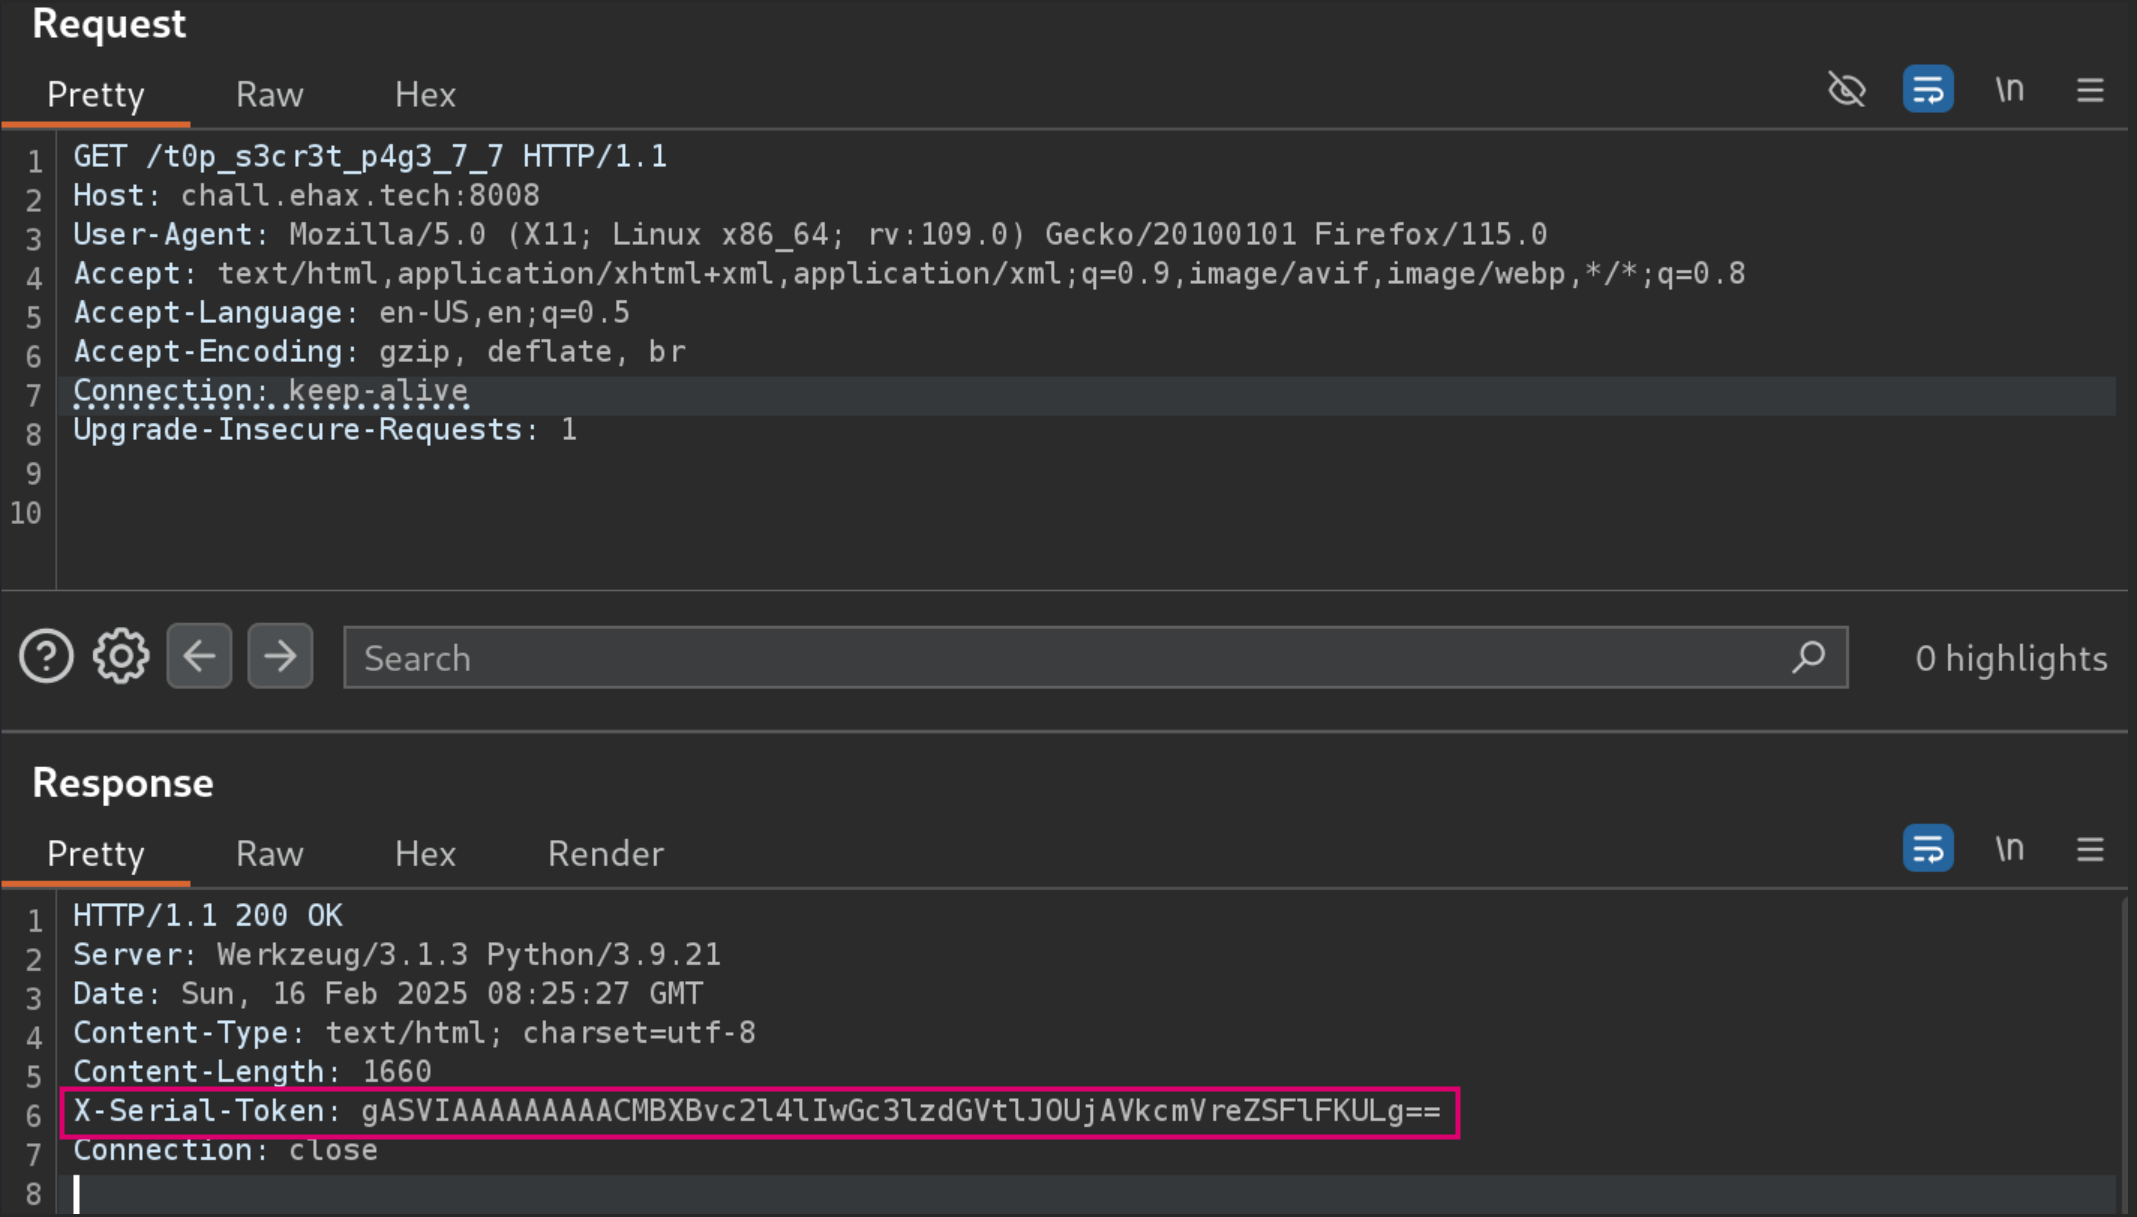 Request
Pretty Raw Hex
\n
1 GET /t0p_s3cr3t_p4g3_7_7 HTTP/1.1
2 Host: chall.ehax.tech:8008
3 User-Agent: Mozilla/5.0 (X11; Linux x86_64; rv:109.0) Gecko/20100101 Firefox/115.0
4 Accept: text/html,application/xhtml+xml,application/xml;q=0.9,image/avif,image/webp,*/*;q=0.8
5 Accept-Language: en-US,en;q=0.5
6 Accept-Encoding: gzip, deflate, br
7 Connection: keep-alive
8 Upgrade-Insecure-Requests: 1
9
10
Search
0 highlights
Response
Pretty Raw Hex Render
\n
1 HTTP/1.1 200 OK
2 Server: Werkzeug/3.1.3 Python/3.9.21
3 Date: Sun, 16 Feb 2025 08:25:27 GMT
4 Content-Type: text/html; charset=utf-8
5 Content-Length: 1660
6 X-Serial-Token: gASVIAAAAAAAAACMBXBvc2l4lIwGc3lzdGVtlJOUjAVkcmVreZSFlFKULg==
7 Connection: close
8